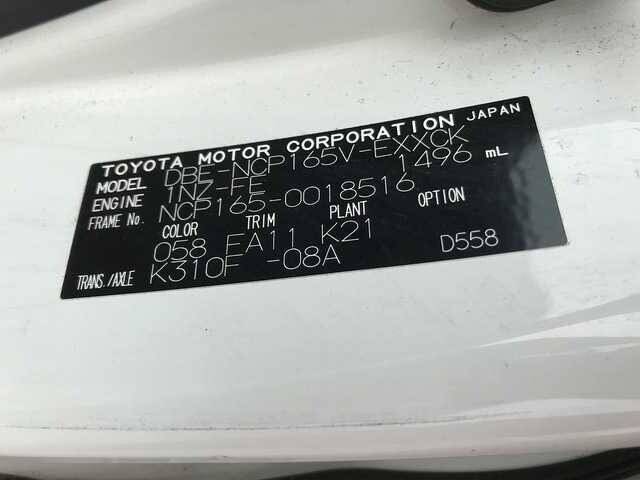 TOYOTA MOTOR CORPORATION JAPAN
MODEL DBE-NCP165V-EXXCK
ENGINE 1NZ-FE 1496 mL
FRAME No. NCP165-0018516
COLOR TRIM PLANT OPTION
058 FA11 K21
TRANS./AXLE K310F -08A D558